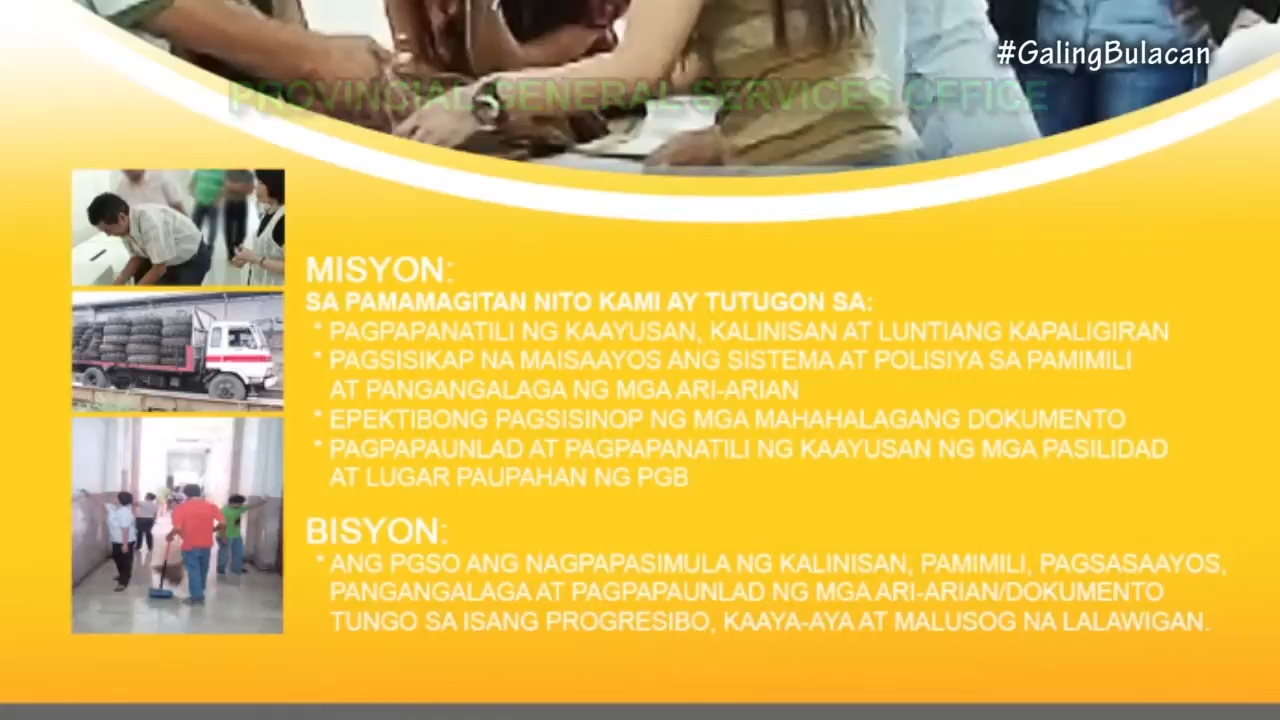 #GalingBulacan
PROVINCIAL GENERAL SERVICES OFFICE
MISYON:
SA PAMAMAGITAN NITO KAMI AY TUTUGON SA:
* PAGPAPANATILI NG KAAYUSAN, KALINISAN AT LUNTIANG KAPALIGIRAN
* PAGSISIKAP NA MAISAAYOS ANG SISTEMA AT POLISIYA SA PAMIMILI
AT PANGANGALAGA NG MGA ARI-ARIAN
* EPEKTIBONG PAGSISINOP NG MGA MAHAHALAGANG DOKUMENTO
* PAGPAPAUNLAD AT PAGPAPANATILI NG KAAYUSAN NG MGA PASILIDAD
AT LUGAR PAUPAHAN NG PGB
BISYON:
* ANG PGSO ANG NAGPAPASIMULA NG KALINISAN, PAMIMILI, PAGSASAAYOS,
PANGANGALAGA AT PAGPAPAUNLAD NG MGA ARI-ARIAN/DOKUMENTO
TUNGO SA ISANG PROGRESIBO, KAAYA-AYA AT MALUSOG NA LALAWIGAN.